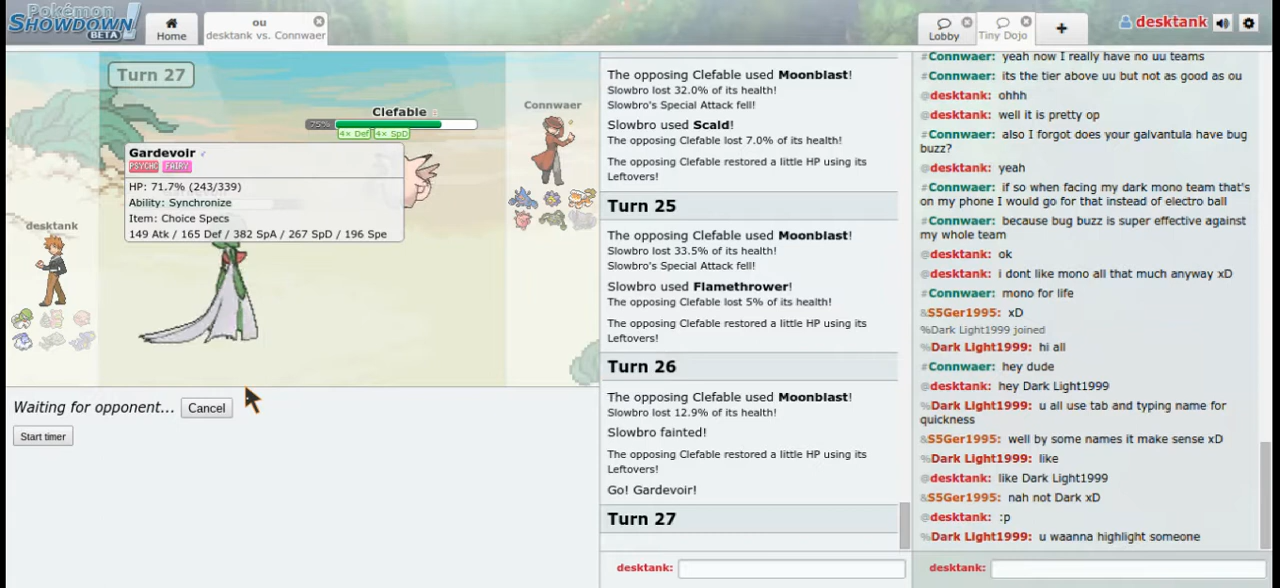 Pokémon
SHOWDOWN!
BETA
Home
ou
desktank vs. Connwaer
Lobby
Tiny Dojo
+
desktank
Turn 27
Clefable
75%
4× Def 4× SpD
Connwaer
Gardevoir
PSYCHC FAIRY
HP: 71.7% (243/339)
Ability: Synchronize
Item: Choice Specs
149 Atk / 165 Def / 382 SpA / 267 SpD / 196 Spe
desktank
Waiting for opponent... Cancel
Start timer
The opposing Clefable used Moonblast!
Slowbro lost 32.0% of its health!
Slowbro's Special Attack fell!
Slowbro used Scald!
The opposing Clefable lost 7.0% of its health!
The opposing Clefable restored a little HP using its
Leftovers!
Turn 25
The opposing Clefable used Moonblast!
Slowbro lost 33.5% of its health!
Slowbro's Special Attack fell!
Slowbro used Flamethrower!
The opposing Clefable lost 5% of its health!
The opposing Clefable restored a little HP using its
Leftovers!
Turn 26
The opposing Clefable used Moonblast!
Slowbro lost 12.9% of its health!
Slowbro fainted!
The opposing Clefable restored a little HP using its
Leftovers!
Go! Gardevoir!
Turn 27
desktank:
#Connwaer: yeah now I really have no uu teams
#Connwaer: its the tier above uu but not as good as ou
@desktank: ohhh
@desktank: well it is pretty op
#Connwaer: also I forgot does your galvantula have bug
buzz?
@desktank: yeah
#Connwaer: if so when facing my dark mono team that's
on my phone I would go for that instead of electro ball
#Connwaer: because bug buzz is super effective against
my whole team
@desktank: ok
@desktank: i dont like mono all that much anyway xD
#Connwaer: mono for life
&S5Ger1995: xD
%Dark Light1999 joined
%Dark Light1999: hi all
#Connwaer: hey dude
@desktank: hey Dark Light1999
%Dark Light1999: u all use tab and typing name for
quickness
&S5Ger1995: well by some names it make sense xD
%Dark Light1999: like
@desktank: like Dark Light1999
&S5Ger1995: nah not Dark xD
@desktank: :p
%Dark Light1999: u waanna highlight someone
desktank: